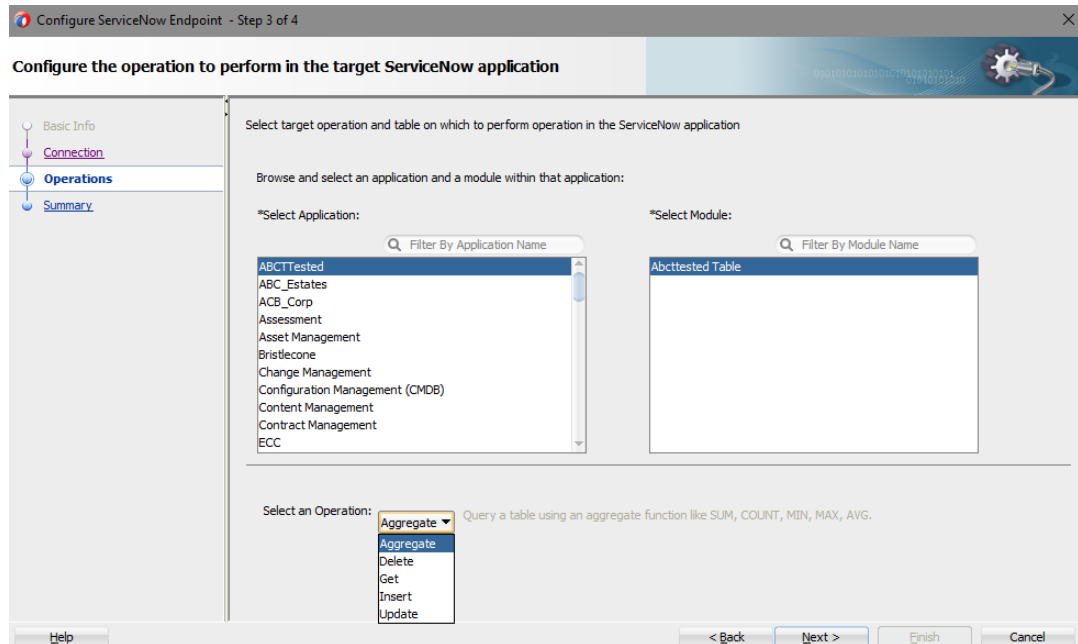 Configure ServiceNow Endpoint - Step 3 of 4
Configure the operation to perform in the target ServiceNow application
Basic Info
Connection
Operations
Summary
Select target operation and table on which to perform operation in the ServiceNow application
Browse and select an application and a module within that application:
*Select Application:
*Select Module:
Filter By Application Name
Filter By Module Name
ABCTTested
ABC_Estates
ACB_Corp
Assessment
Asset Management
Bristlecone
Change Management
Configuration Management (CMDB)
Content Management
Contract Management
ECC
Abcttested Table
Select an Operation:
Aggregate
Query a table using an aggregate function like SUM, COUNT, MIN, MAX, AVG.
Aggregate
Delete
Get
Insert
Update
Help
< Back
Next >
Finish
Cancel